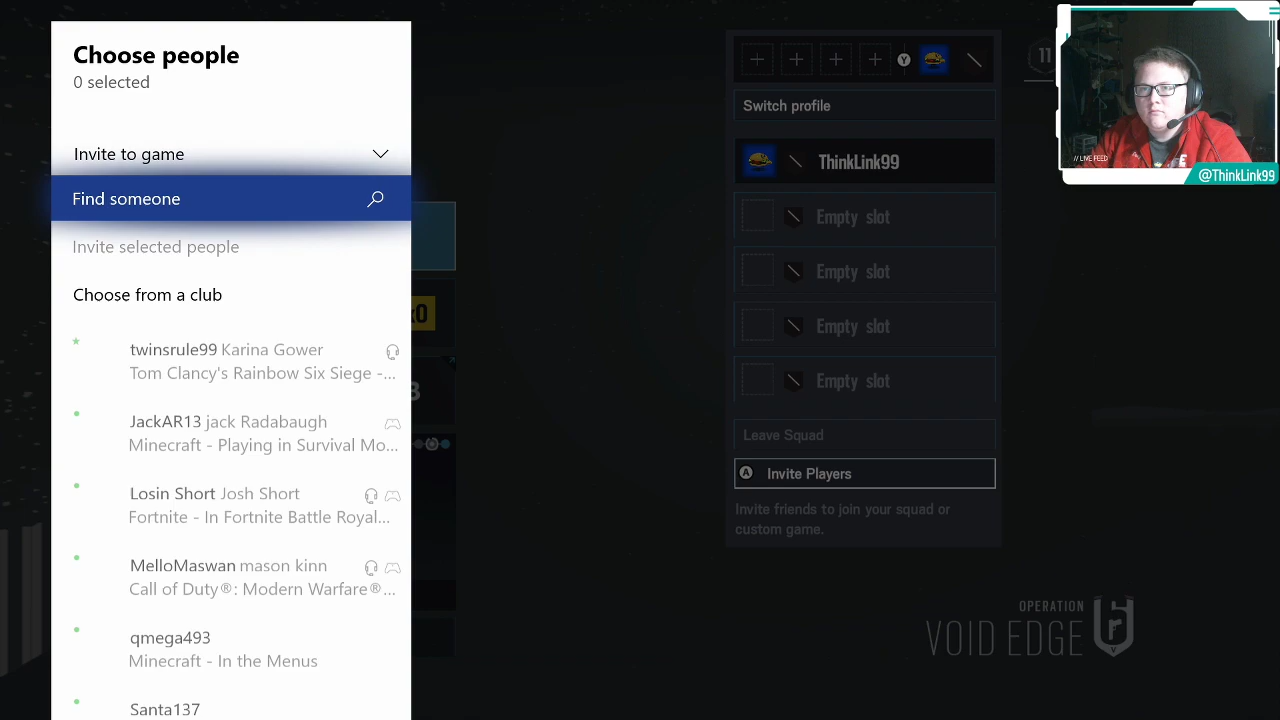 Choose people
0 selected
Invite to game
Find someone
Invite selected people
Choose from a club
twinsrule99 Karina Gower
Tom Clancy's Rainbow Six Siege -...
JackAR13 jack Radabaugh
Minecraft - Playing in Survival Mo...
Losin Short Josh Short
Fortnite - In Fortnite Battle Royal...
MelloMaswan mason kinn
Call of Duty®: Modern Warfare®...
qmega493
Minecraft - In the Menus
Santa137
Y
11
Switch profile
ThinkLink99
Empty slot
Empty slot
Empty slot
Empty slot
Leave Squad
A Invite Players
Invite friends to join your squad or
custom game.
OPERATION
VOID EDGE
// LIVE FEED
@ThinkLink99